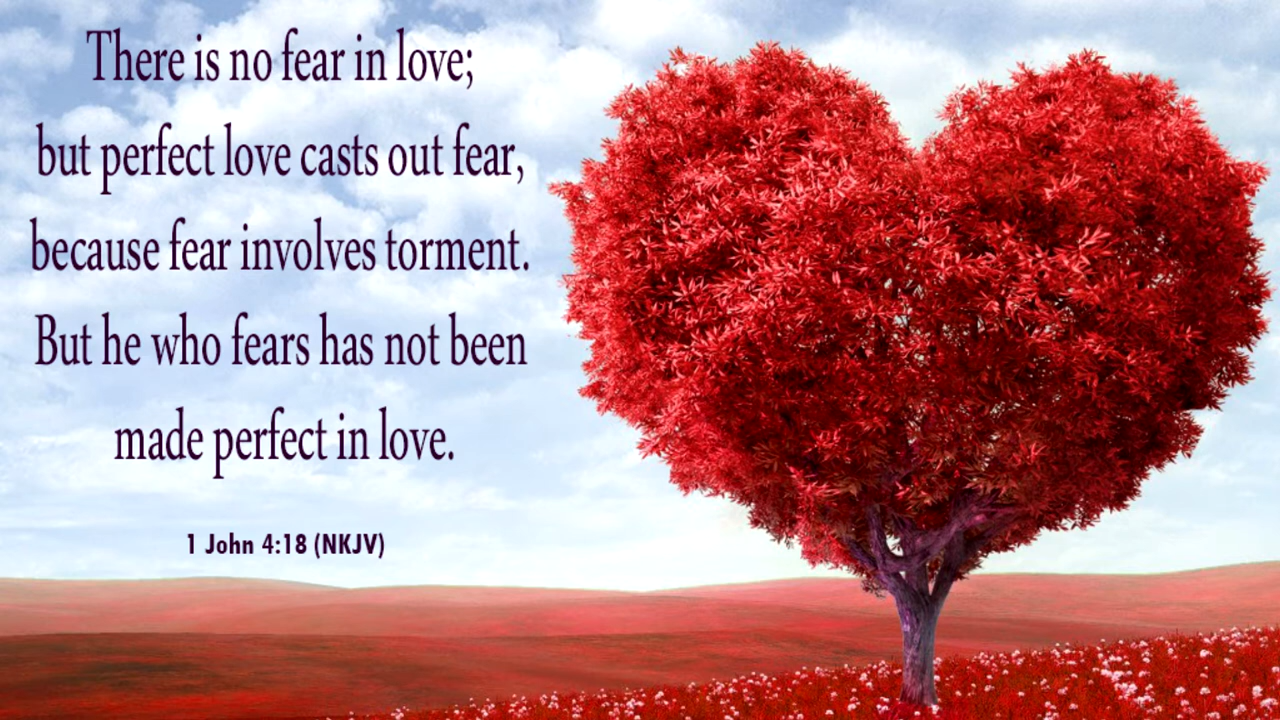 There is no fear in love;
but perfect love casts out fear,
because fear involves torment.
But he who fears has not been
made perfect in love.
1 John 4:18 (NKJV)